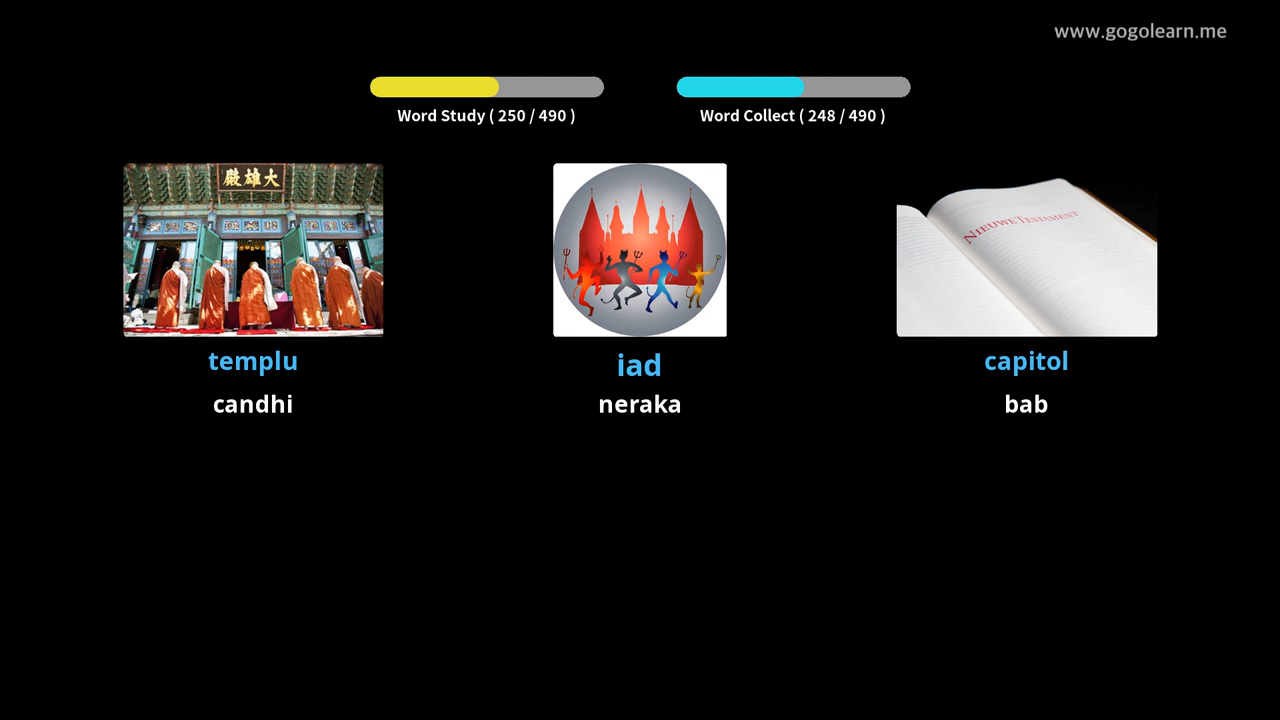 www.gogolearn.me
Word Study ( 250 / 490 )
Word Collect ( 248 / 490 )
大雄殿
NIEUWE TESTAMENT
templu
iad
capitol
candhi
neraka
bab